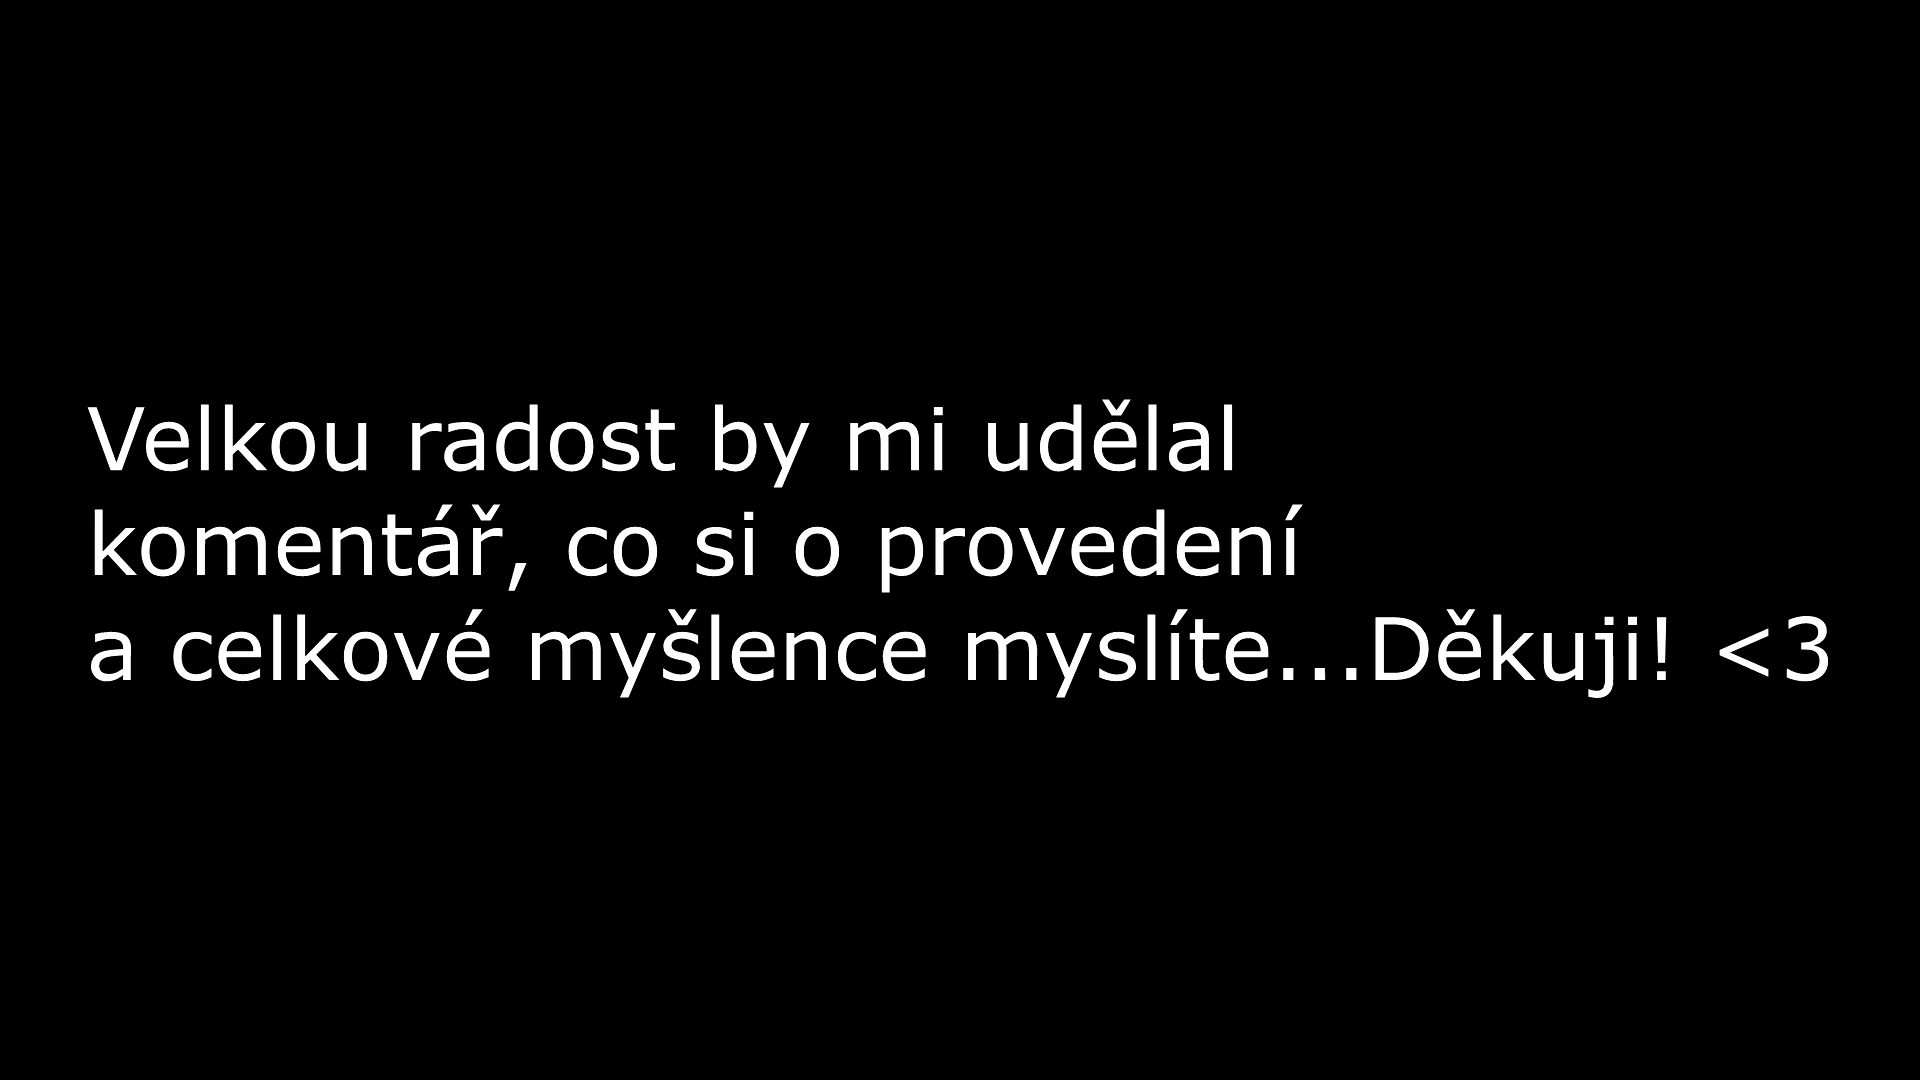 Velkou radost by mi udělal
komentář, co si o provedení
a celkové myšlence myslíte...Děkuji! <3